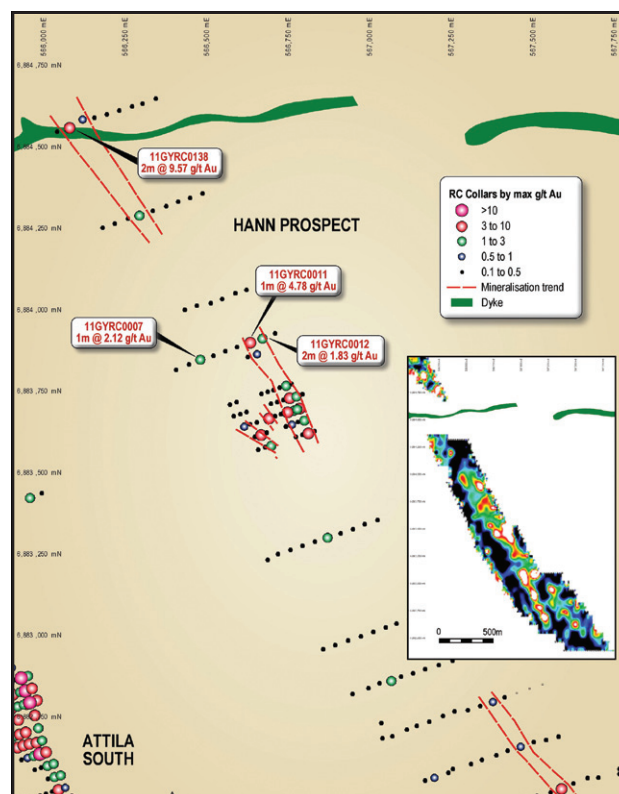 566,000 mE
566,250 mE
566,500 mE
566,750 mE
567,000 mE
567,250 mE
567,500 mE
567,750 mE
6,884,750 mN
6,884,500 mN
11GYRC0138
2m @ 9.57 g/t Au
6,884,250 mN
HANN PROSPECT
RC Collars by max g/t Au
>10
3 to 10
1 to 3
0.5 to 1
0.1 to 0.5
Mineralisation trend
Dyke
6,884,000 mN
11GYRC0011
1m @ 4.78 g/t Au
11GYRC0007
1m @ 2.12 g/t Au
11GYRC0012
2m @ 1.83 g/t Au
6,883,750 mN
6,883,500 mN
6,883,250 mN
6,883,000 mN
0
500m
ATTILA
SOUTH